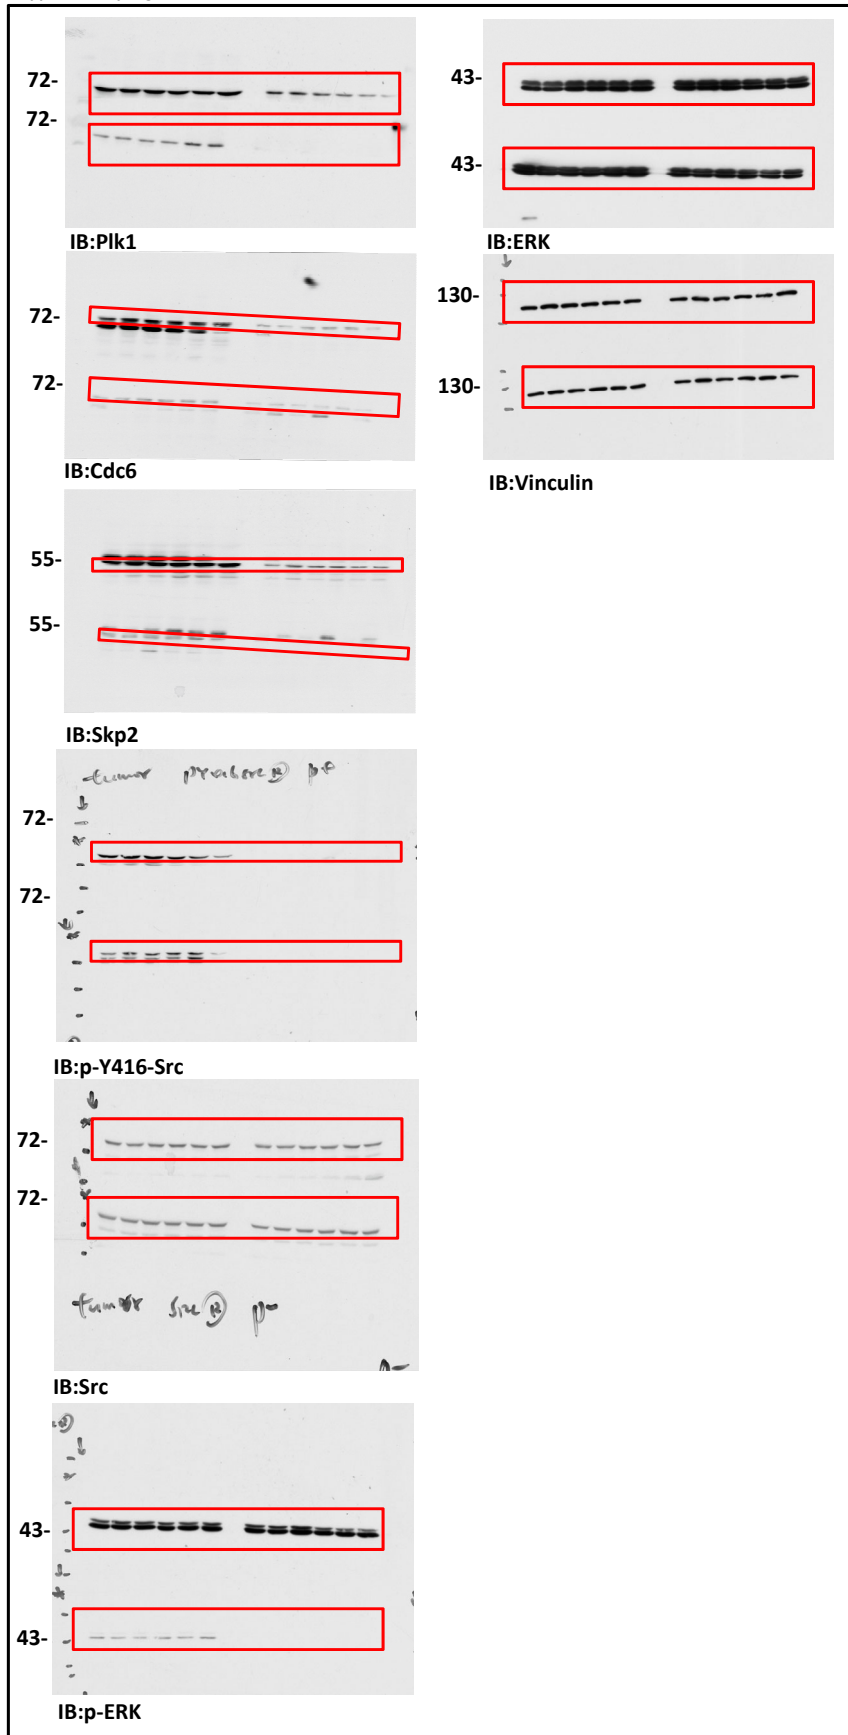 72-
72-
IB:Plk1
72-
72-
IB:Cdc6
55-
55-
IB:Skp2
tumor
72-
72-
IB:p-Y416-Src
72-
72-
tumor size p-
IB:Src
43-
43-
IB:p-ERK
43-
43-
IB:ERK
130-
130-
IB:Vinculin